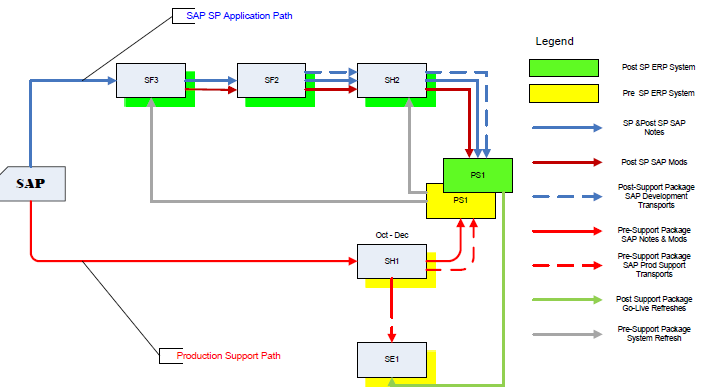 SAP SP Application Path
Legend
SF3
SF2
SH2
Post SP ERP System
Pre SP ERP System
SP &Post SP SAP
Notes
Post SP SAP Mods
SAP
PS1
PS1
Post-Support Package
SAP Development
Transports
Oct - Dec
SH1
Pre-Support Package
SAP Notes & Mods
Pre-Support Package
SAP Prod Support
Transports
Production Support Path
SE1
Post Support Package
Go-Live Refreshes
Pre-Support Package
System Refresh